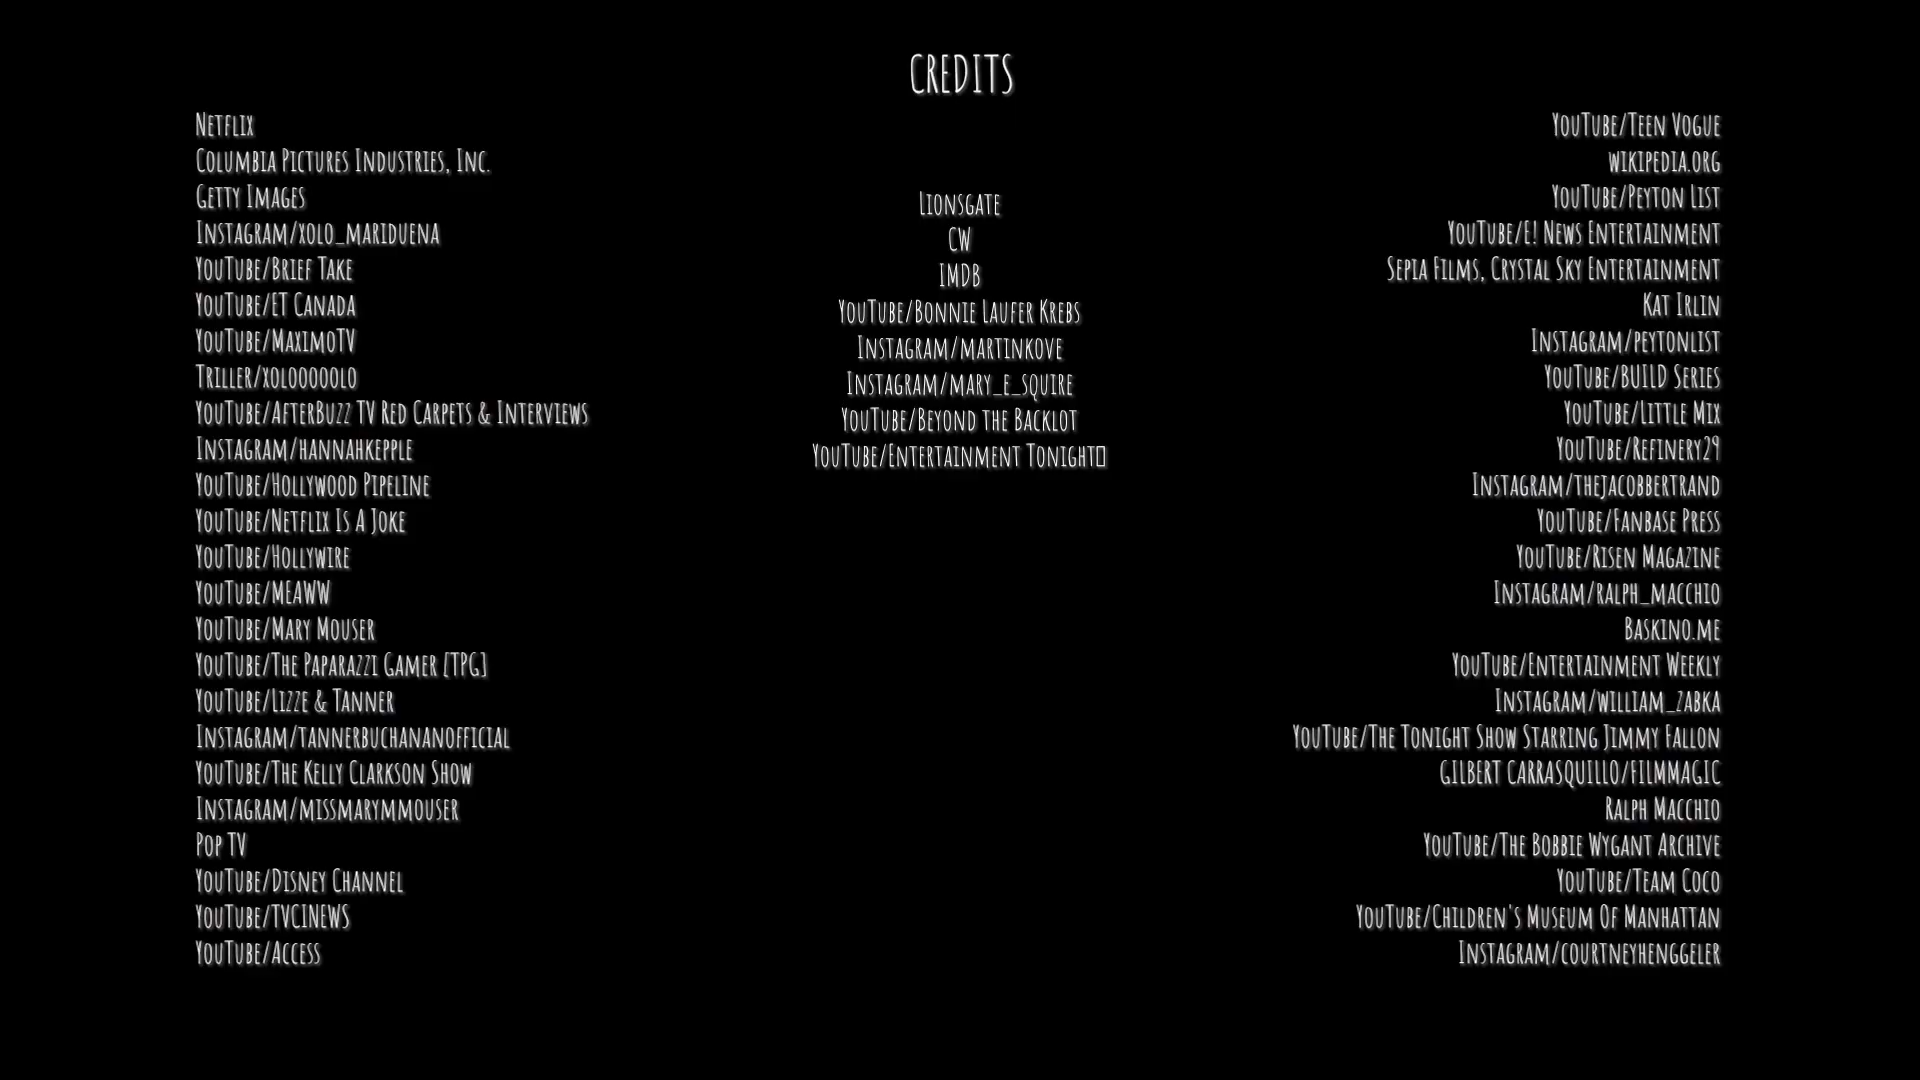 CREDITS
Netflix
Columbia Pictures Industries, Inc.
Getty Images
Instagram/xolo_mariduena
YouTube/Brief Take
YouTube/ET Canada
YouTube/MaximoTV
Triller/xolooooolo
YouTube/AfterBuzz TV Red Carpets & Interviews
Instagram/hannahkepple
YouTube/Hollywood Pipeline
YouTube/Netflix Is A Joke
YouTube/Hollywire
YouTube/MEAWW
YouTube/Mary Mouser
YouTube/The Paparazzi Gamer [TPG]
YouTube/Lizze & Tanner
Instagram/tannerbuchananofficial
YouTube/The Kelly Clarkson Show
Instagram/missmarymmouser
Pop TV
YouTube/Disney Channel
YouTube/TVCINEWS
YouTube/Access
Lionsgate
CW
IMDB
YouTube/Bonnie Laufer Krebs
Instagram/martinkove
Instagram/mary_e_squire
YouTube/Beyond the Backlot
YouTube/Entertainment Tonight
YouTube/Teen Vogue
wikipedia.org
YouTube/Peyton List
YouTube/E! News Entertainment
Sepia Films, Crystal Sky Entertainment
Kat Irlin
Instagram/peytonlist
YouTube/BUILD Series
YouTube/Little Mix
YouTube/Refinery29
Instagram/thejacobbertrand
YouTube/Fanbase Press
YouTube/Risen Magazine
Instagram/ralph_macchio
Baskino.me
YouTube/Entertainment Weekly
Instagram/william_zabka
YouTube/The Tonight Show Starring Jimmy Fallon
GILBERT CARRASQUILLO/FILMMAGIC
Ralph Macchio
YouTube/The Bobbie Wygant Archive
YouTube/Team Coco
YouTube/Children's Museum Of Manhattan
Instagram/courtneyhenggeler